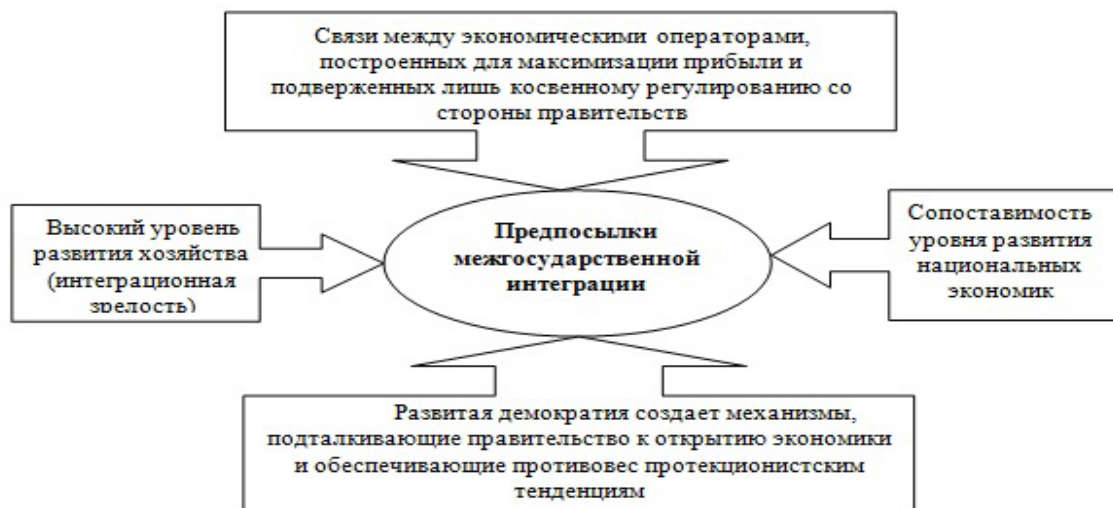 Связи между экономическими операторами,
построенных для максимизации прибыли и
подверженных лишь косвенному регулированию со
стороны правительств
Высокий уровень
развития хозяйства
(интеграционная
зрелость)
Предпосылки
межгосударственной
интеграции
Сопоставимость
уровня развития
национальных
экономик
Развитая демократия создает механизмы,
подталкивающие правительство к открытию экономики
и обеспечивающие противовес протекционистским
тенденциям